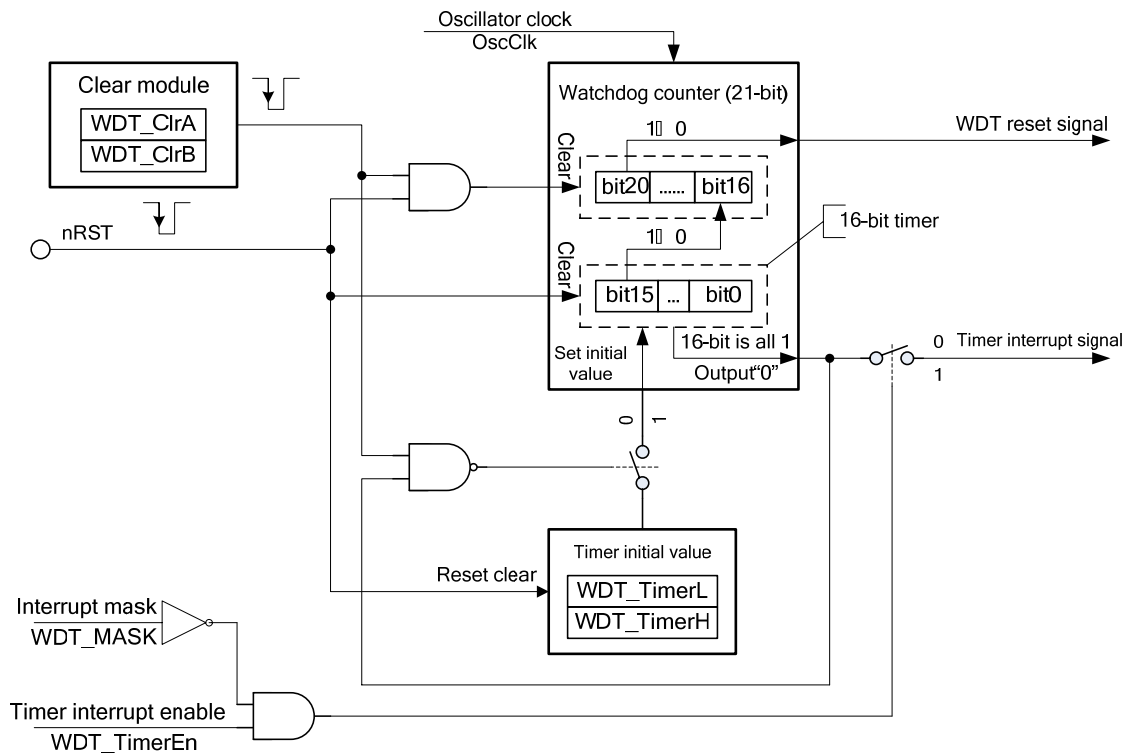 Oscillator clock
OscClk
Clear module
WDT_ClrA
WDT_ClrB
Watchdog counter (21-bit)
1▯ 0
WDT reset signal
Clear
bit20 ...... bit16
nRST
1▯ 0
16-bit timer
Clear
bit15 ... bit0
Set initial
value
16-bit is all 1
Output“0”
0
Timer interrupt signal
1
0
1
Timer initial value
WDT_TimerL
WDT_TimerH
Reset clear
Interrupt mask
WDT_MASK
Timer interrupt enable
WDT_TimerEn